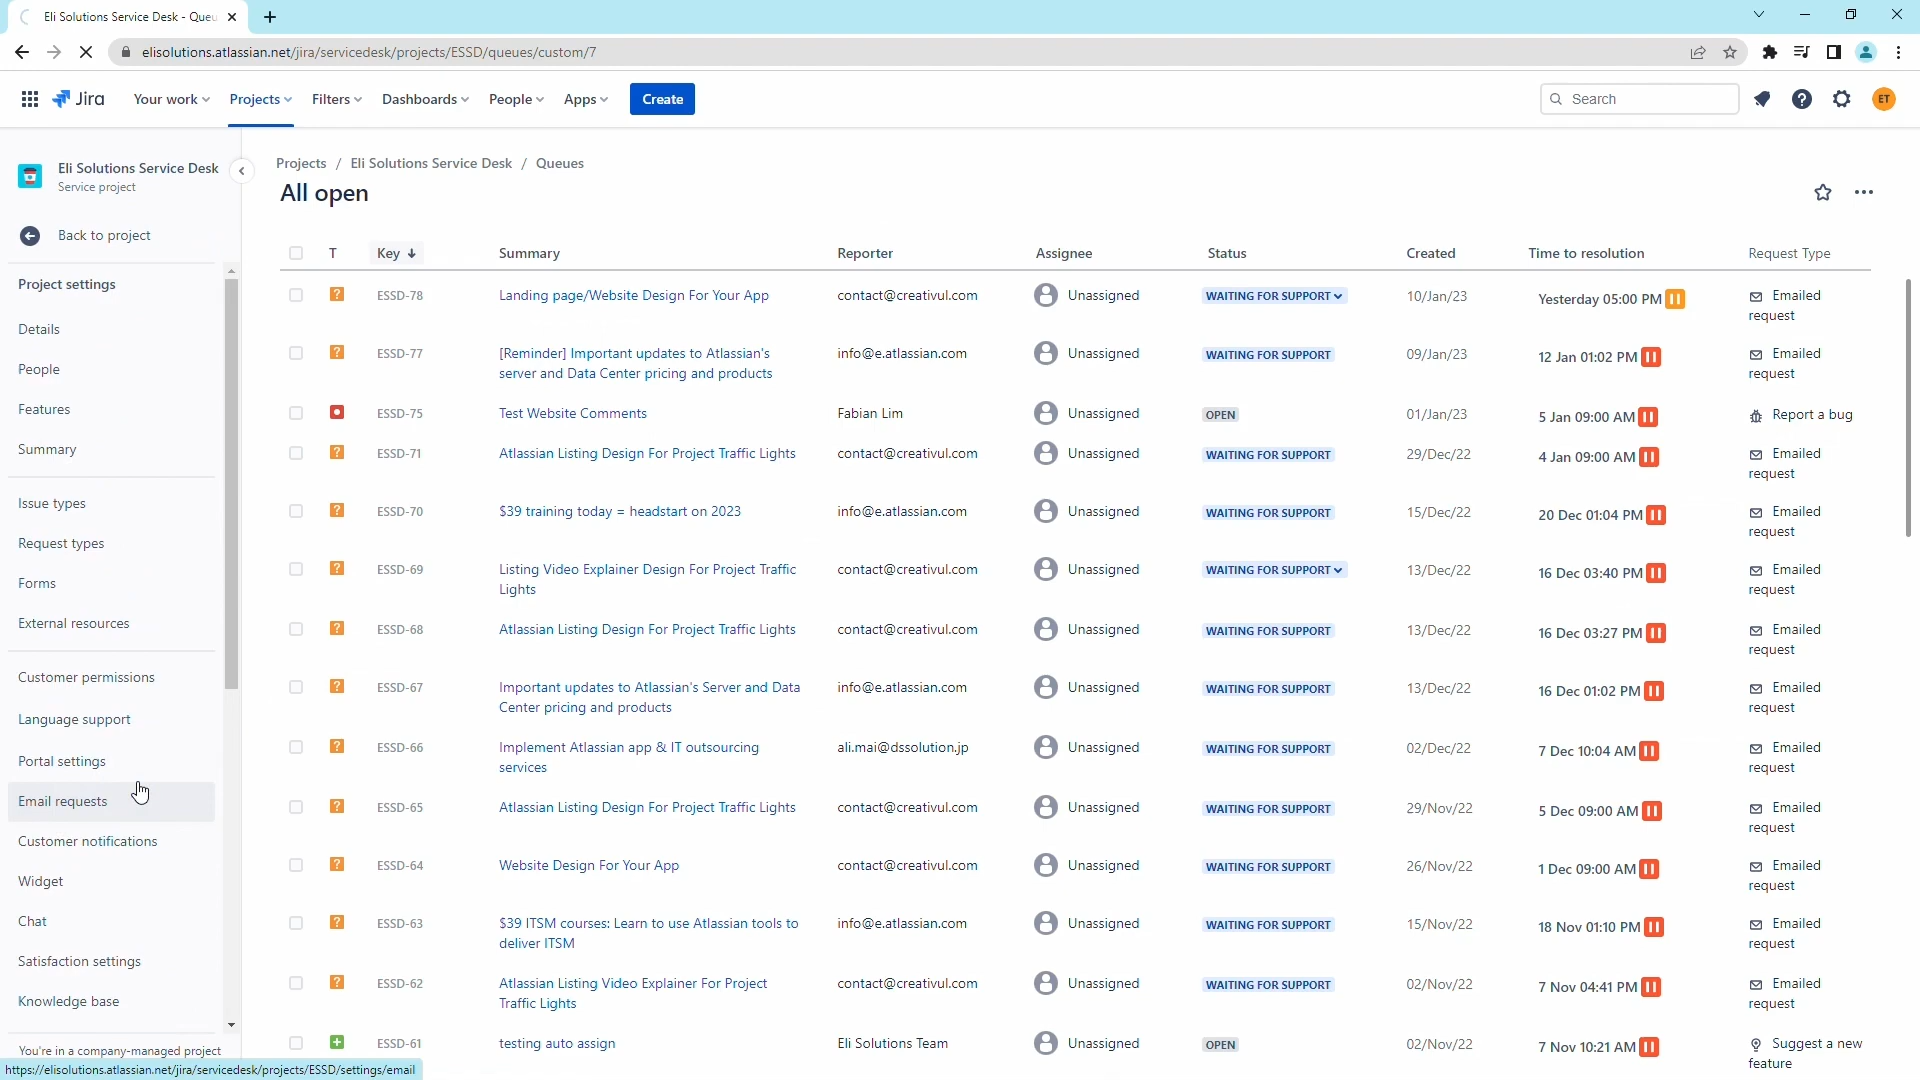 Eli Solutions Service Desk - Queu
elisolutions.atlassian.net/jira/servicedesk/projects/ESSD/queues/custom/7
Jira Your work Projects Filters Dashboards People Apps Create Search ET
Eli Solutions Service Desk
Service project
Back to project
Project settings
Details
People
Features
Summary
Issue types
Request types
Forms
External resources
Customer permissions
Language support
Portal settings
Email requests
Customer notifications
Widget
Chat
Satisfaction settings
Knowledge base
You're in a company-managed project
https://elisolutions.atlassian.net/jira/servicedesk/projects/ESSD/settings/email
Projects / Eli Solutions Service Desk / Queues
All open
T Key Summary Reporter Assignee Status Created Time to resolution Request Type
ESSD-78 Landing page/Website Design For Your App contact@creativul.com Unassigned WAITING FOR SUPPORT 10/Jan/23 Yesterday 05:00 PM Emailed
request
ESSD-77 [Reminder] Important updates to Atlassian's info@e.atlassian.com Unassigned WAITING FOR SUPPORT 09/Jan/23 12 Jan 01:02 PM Emailed
server and Data Center pricing and products request
ESSD-75 Test Website Comments Fabian Lim Unassigned OPEN 01/Jan/23 5 Jan 09:00 AM Report a bug
ESSD-71 Atlassian Listing Design For Project Traffic Lights contact@creativul.com Unassigned WAITING FOR SUPPORT 29/Dec/22 4 Jan 09:00 AM Emailed
request
ESSD-70 $39 training today = headstart on 2023 info@e.atlassian.com Unassigned WAITING FOR SUPPORT 15/Dec/22 20 Dec 01:04 PM Emailed
request
ESSD-69 Listing Video Explainer Design For Project Traffic contact@creativul.com Unassigned WAITING FOR SUPPORT 13/Dec/22 16 Dec 03:40 PM Emailed
Lights request
ESSD-68 Atlassian Listing Design For Project Traffic Lights contact@creativul.com Unassigned WAITING FOR SUPPORT 13/Dec/22 16 Dec 03:27 PM Emailed
request
ESSD-67 Important updates to Atlassian's Server and Data info@e.atlassian.com Unassigned WAITING FOR SUPPORT 13/Dec/22 16 Dec 01:02 PM Emailed
Center pricing and products request
ESSD-66 Implement Atlassian app & IT outsourcing ali.mai@dssolution.jp Unassigned WAITING FOR SUPPORT 02/Dec/22 7 Dec 10:04 AM Emailed
services request
ESSD-65 Atlassian Listing Design For Project Traffic Lights contact@creativul.com Unassigned WAITING FOR SUPPORT 29/Nov/22 5 Dec 09:00 AM Emailed
request
ESSD-64 Website Design For Your App contact@creativul.com Unassigned WAITING FOR SUPPORT 26/Nov/22 1 Dec 09:00 AM Emailed
request
ESSD-63 $39 ITSM courses: Learn to use Atlassian tools to info@e.atlassian.com Unassigned WAITING FOR SUPPORT 15/Nov/22 18 Nov 01:10 PM Emailed
deliver ITSM request
ESSD-62 Atlassian Listing Video Explainer For Project contact@creativul.com Unassigned WAITING FOR SUPPORT 02/Nov/22 7 Nov 04:41 PM Emailed
Traffic Lights request
ESSD-61 testing auto assign Eli Solutions Team Unassigned OPEN 02/Nov/22 7 Nov 10:21 AM Suggest a new
feature